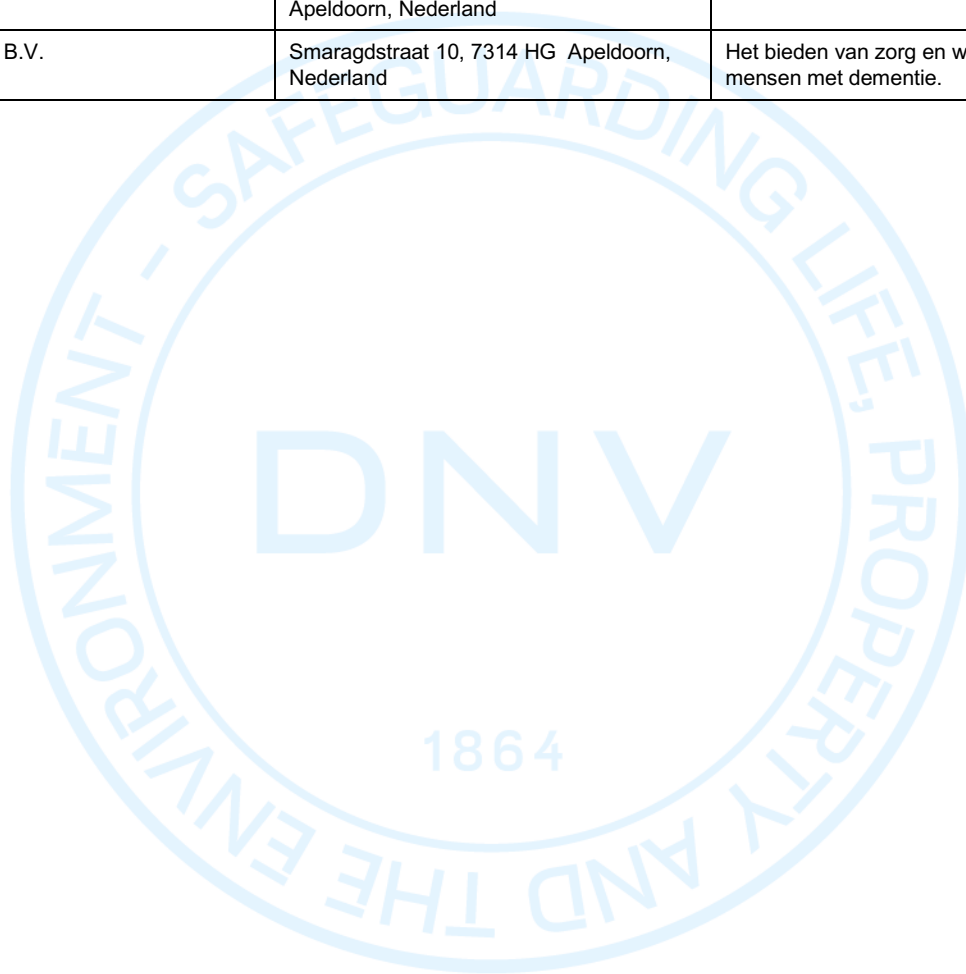 Apeldoorn, Nederland
B.V.
Smaragdstraat 10, 7314 HG  Apeldoorn,
Nederland
Het bieden van zorg en w
mensen met dementie.
SAFEGUARDING LIFE, PROPERTY AND THE ENVIRONMENT -
DNV
1864